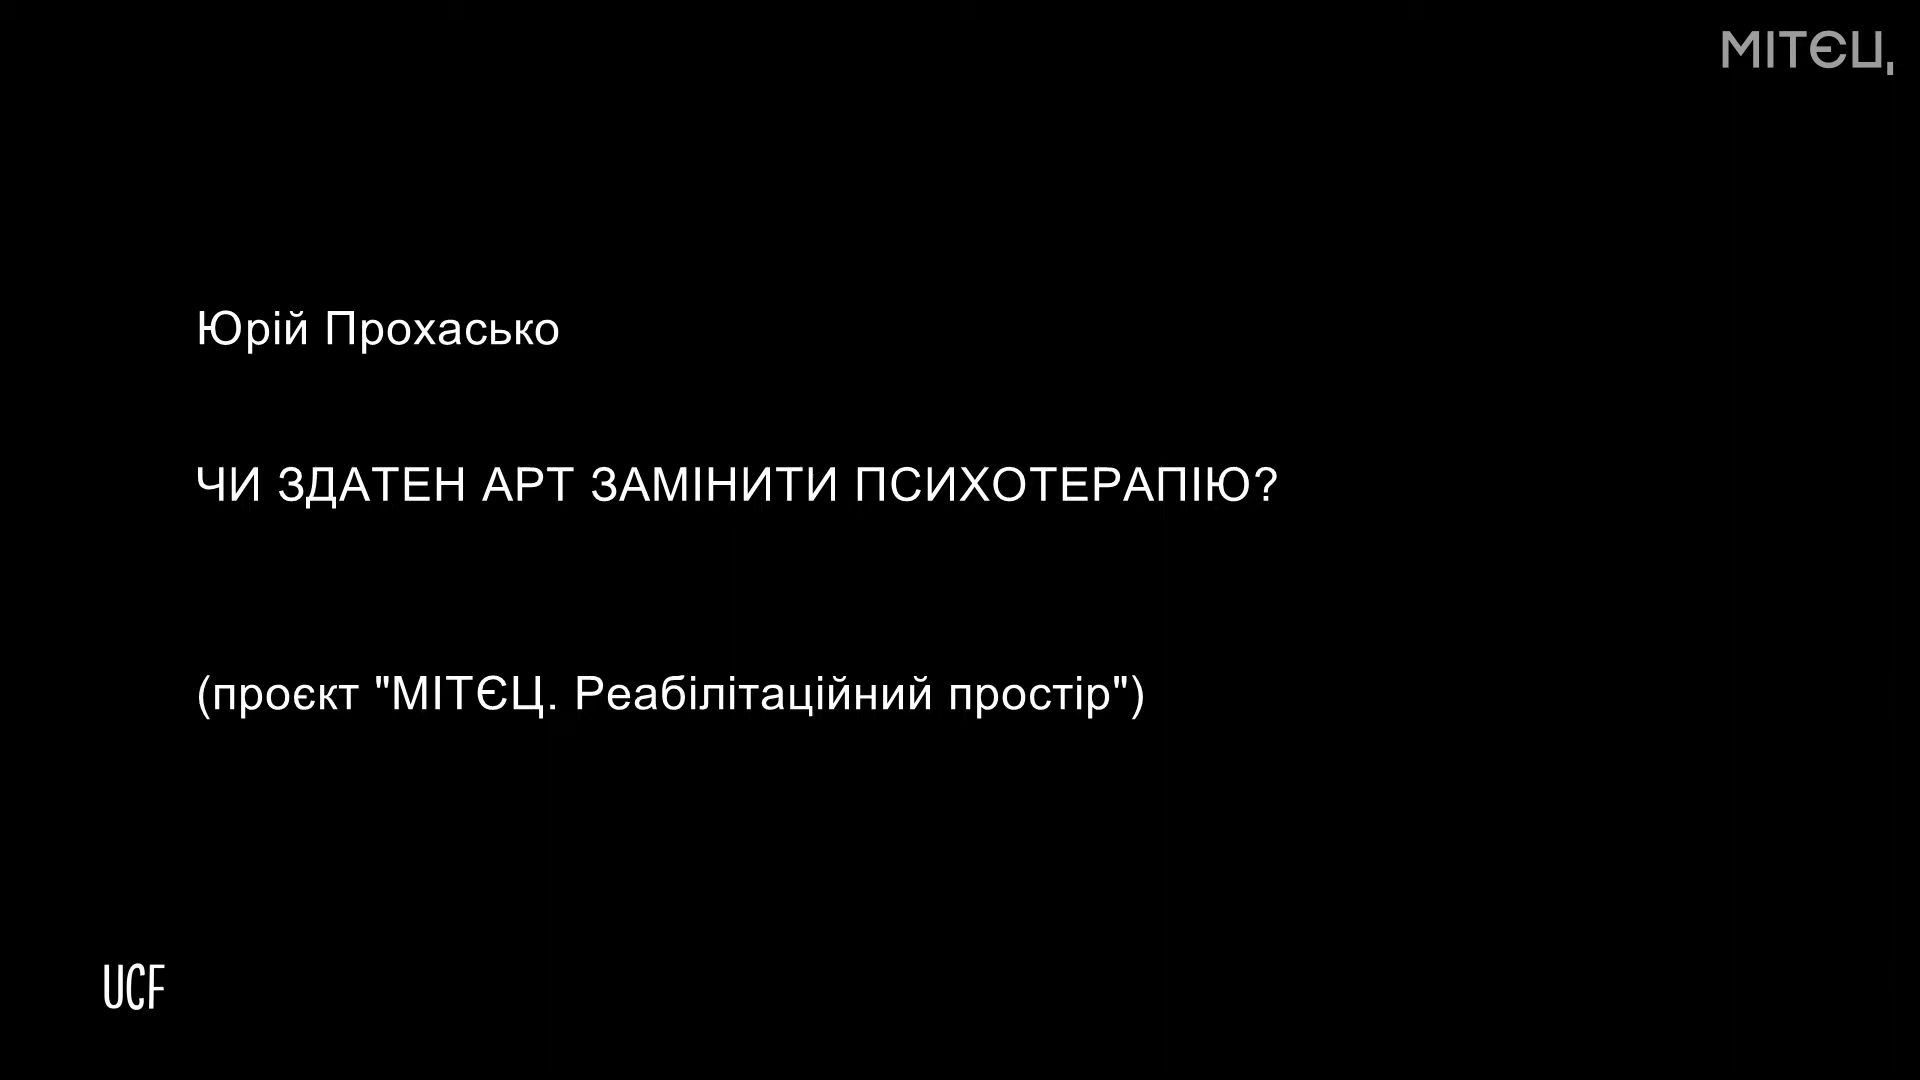 МІТЄЦ
Юрій Прохасько
ЧИ ЗДАТЕН АРТ ЗАМІНИТИ ПСИХОТЕРАПІЮ?
(проєкт "МІТЄЦ. Реабілітаційний простір")
UCF